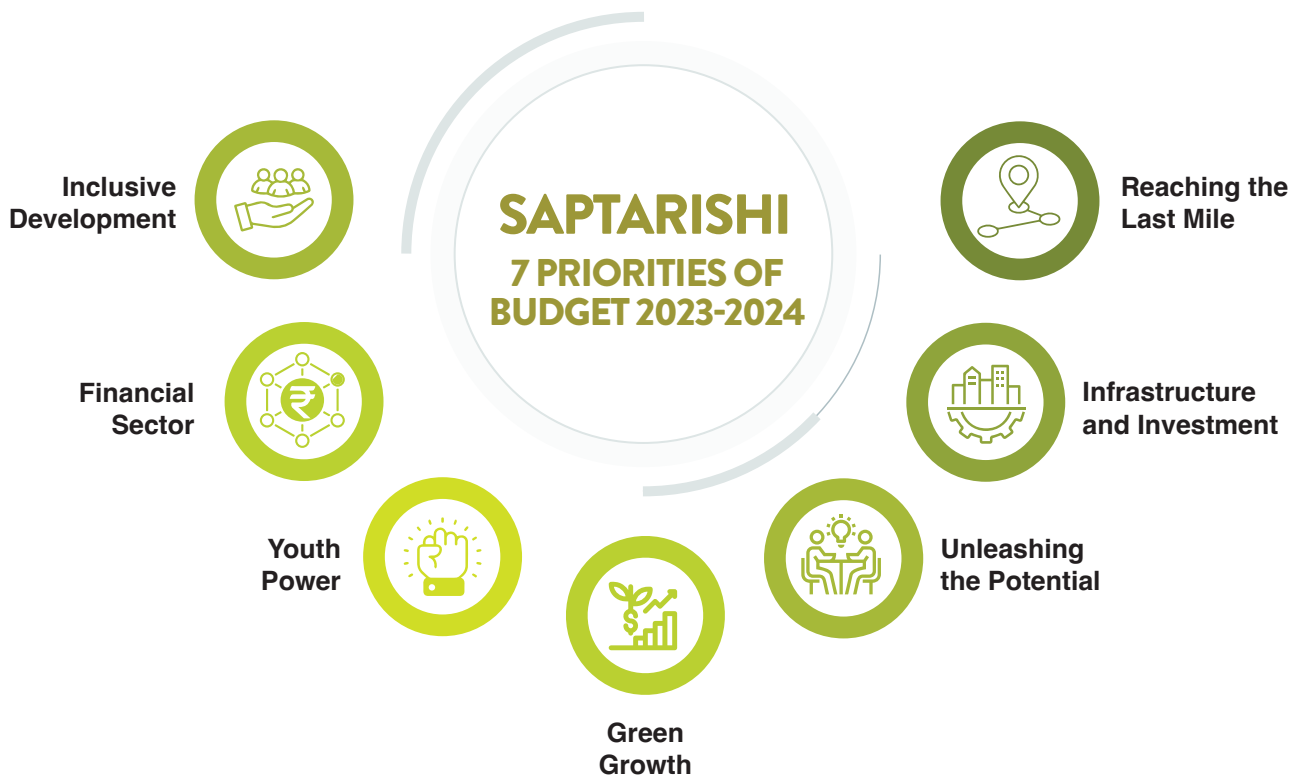 SAPTARISHI
7 PRIORITIES OF
BUDGET 2023-2024
Inclusive
Development
Financial
Sector
Youth
Power
Green
Growth
Unleashing
the Potential
Infrastructure
and Investment
Reaching the
Last Mile